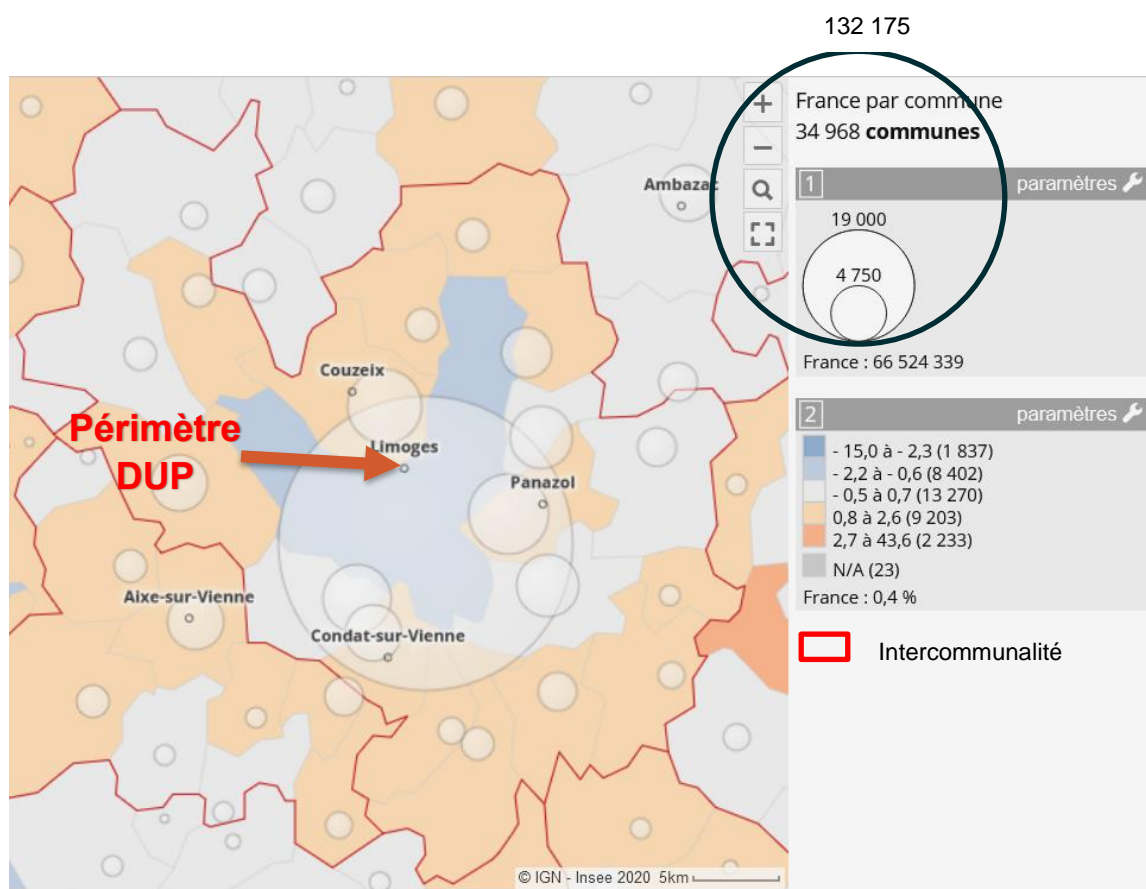 132 175
France par commune
34 968 communes
+
−
1
paramètres
19 000
4 750
France : 66 524 339
2
paramètres
- 15,0 à - 2,3 (1 837)
- 2,2 à - 0,6 (8 402)
- 0,5 à 0,7 (13 270)
0,8 à 2,6 (9 203)
2,7 à 43,6 (2 233)
N/A (23)
France : 0,4 %
Intercommunalité
Ambazac
Couzeix
Périmètre
DUP
Limoges
Panazol
Aixe-sur-Vienne
Condat-sur-Vienne
© IGN - Insee 2020 5km